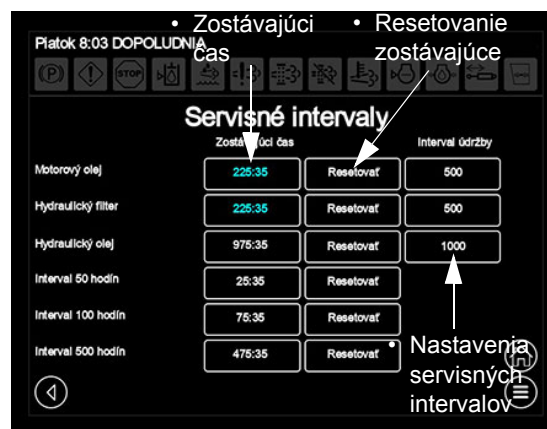 • Zostávajúci čas
• Resetovanie zostávajúce
Piatok 8:03 DOPOLUDNIA
(P)
STOP
Servisné intervaly
Zostávajúci čas
Interval údržby
Motorový olej 225:35 Resetovať 500
Hydraulický filter 225:35 Resetovať 500
Hydraulický olej 975:35 Resetovať 1000
Interval 50 hodín 25:35 Resetovať
Interval 100 hodín 75:35 Resetovať
Interval 500 hodín 475:35 Resetovať
• Nastavenia
servisných
intervalov